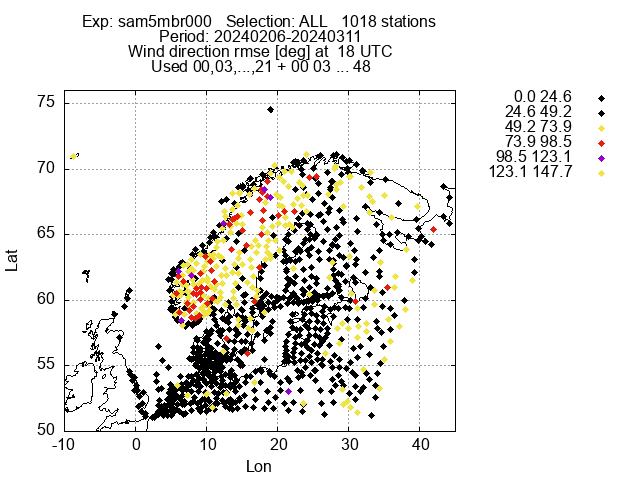 Exp: sam5mbr000 Selection: ALL 1018 stations
Period: 20240206-20240311
Wind direction rmse [deg] at 18 UTC
Used 00,03,...,21 + 00 03 ... 48
0.0 24.6
24.6 49.2
49.2 73.9
73.9 98.5
98.5 123.1
123.1 147.7
75
70
65
60
55
50
Lat
-10 0 10 20 30 40
Lon